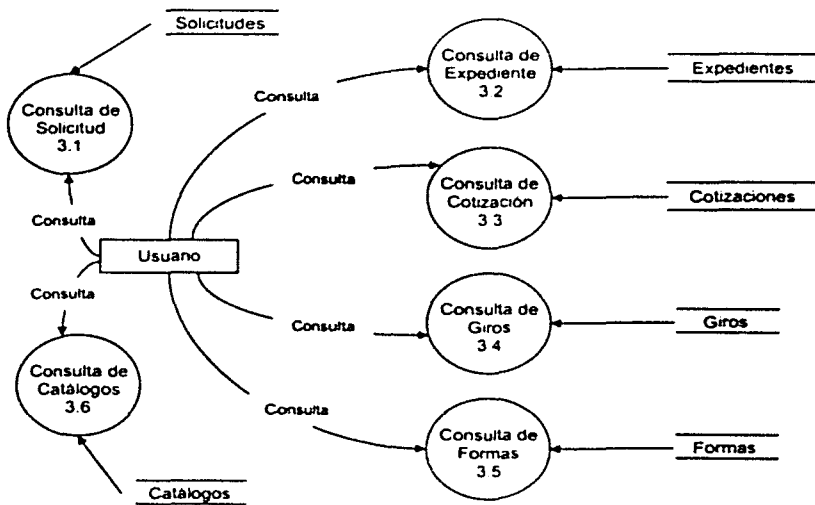 Solicitudes
Consulta de
Solicitud
3.1
Consulta
Consulta de
Expediente
3.2
Expedientes
Consulta
Consulta de
Cotización
3 3
Cotizaciones
Consulta
Usuano
Consulta
Consulta de
Giros
3 4
Giros
Consulta
Consulta de
Catálogos
3.6
Consulta
Consulta de
Formas
3.5
Formas
Catálogos